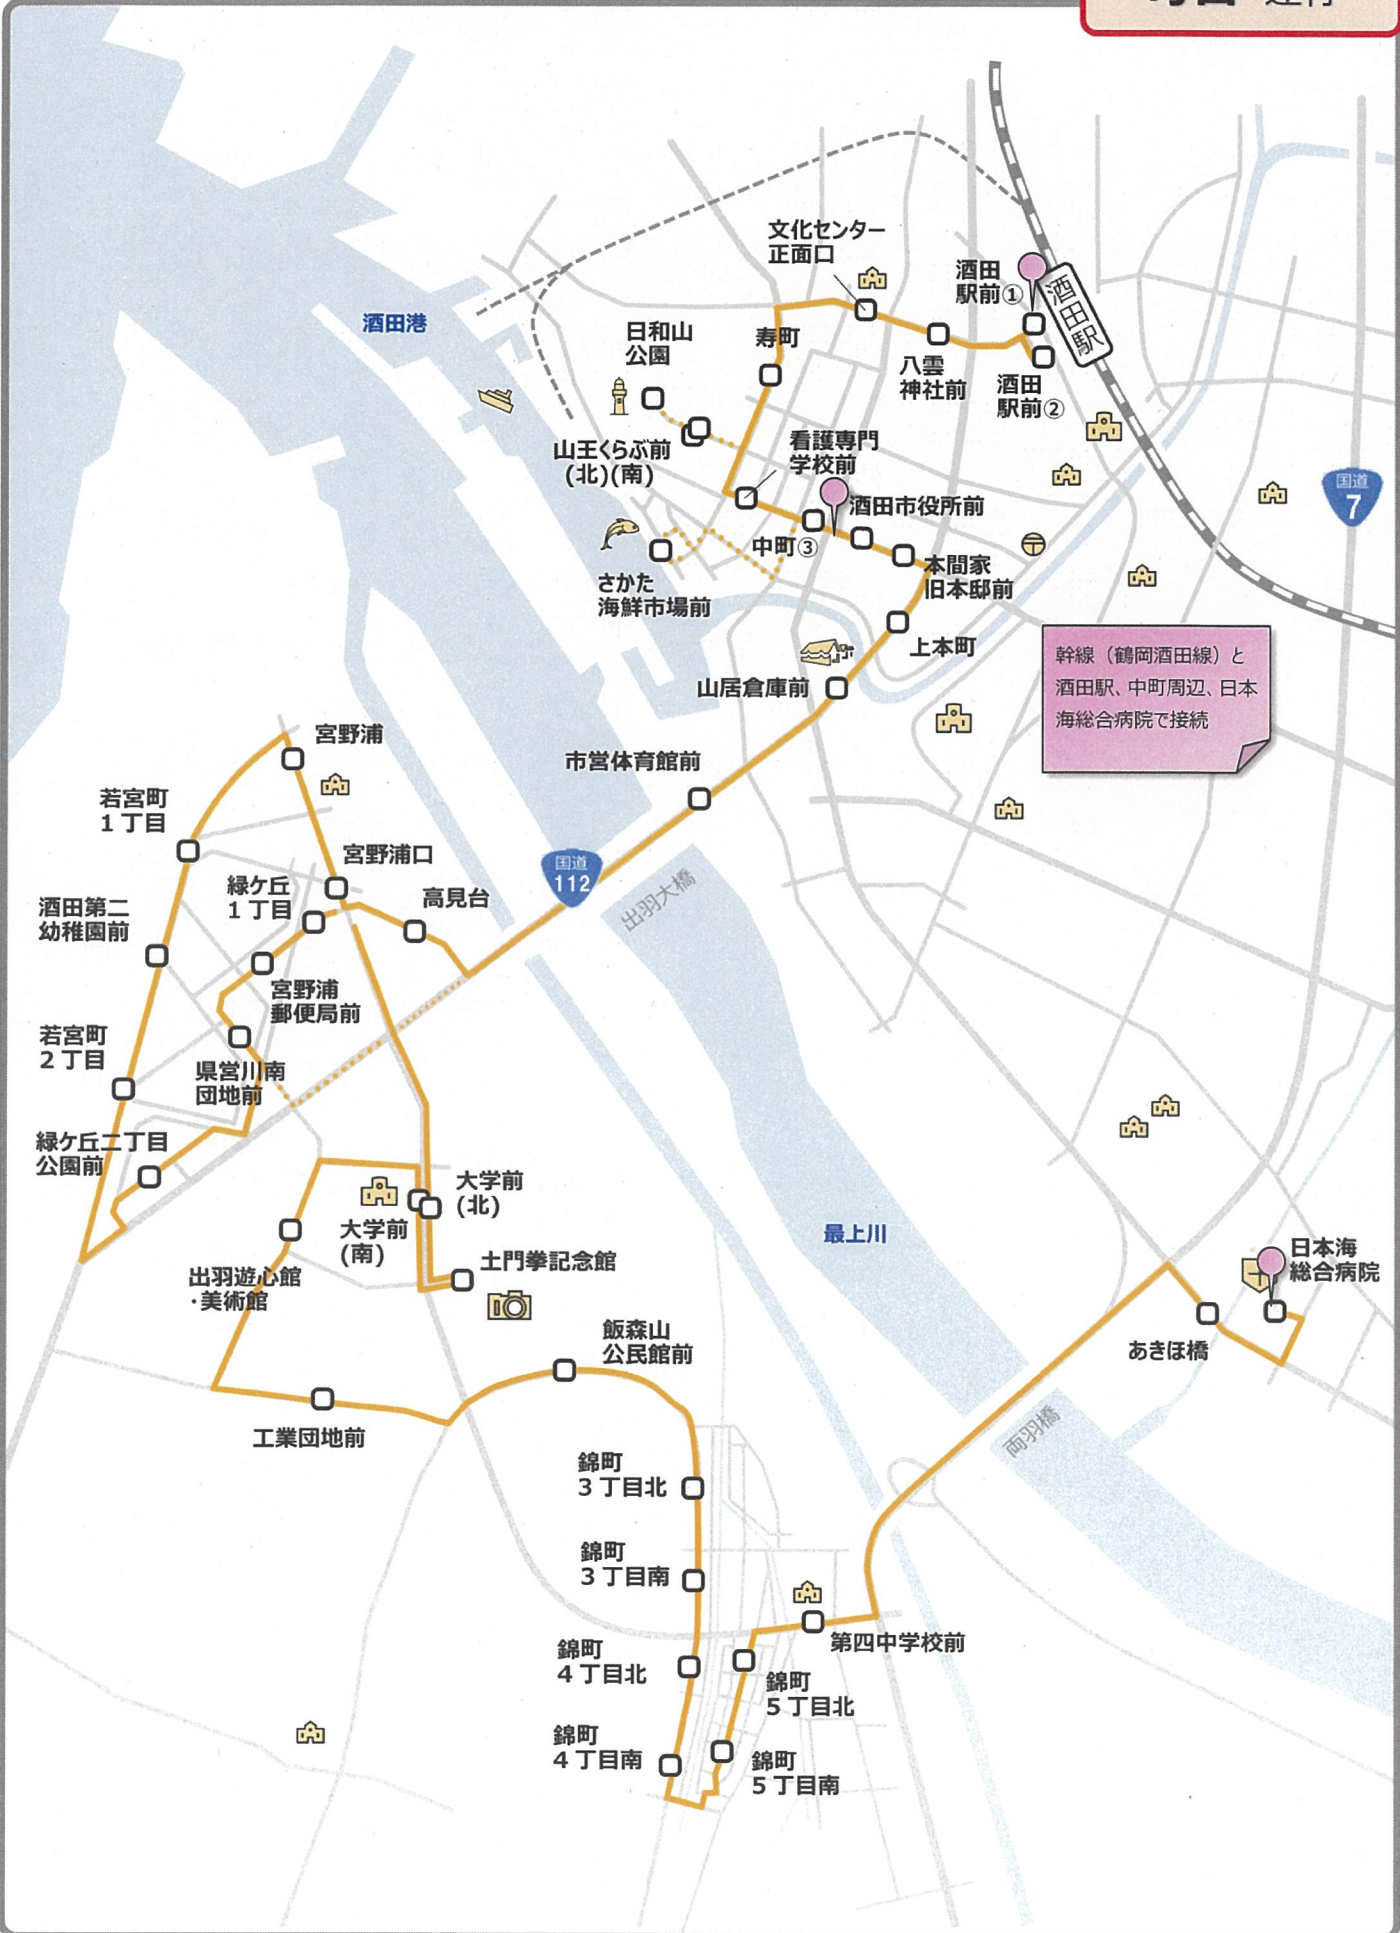 文化センター
正面口
酒田
駅前①
酒田駅
酒田港
日和山
公園
寿町
八雲
神社前
酒田
駅前②
山王くらぶ前
(北)(南)
看護専門
学校前
国道
7
酒田市役所前
中町③
さかた
海鮮市場前
本間家
旧本邸前
上本町
幹線（鶴岡酒田線）と
酒田駅、中町周辺、日本
海総合病院で接続
山居倉庫前
宮野浦
市営体育館前
若宮町
1丁目
宮野浦口
国道
112
緑ケ丘
1丁目
高見台
出羽大橋
酒田第二
幼稚園前
宮野浦
郵便局前
若宮町
2丁目
県営川南
団地前
緑ケ丘二丁目
公園前
大学前
(北)
大学前
(南)
最上川
日本海
総合病院
土門拳記念館
出羽遊心館
・美術館
飯森山
公民館前
あきほ橋
両羽橋
工業団地前
錦町
3丁目北
錦町
3丁目南
第四中学校前
錦町
4丁目北
錦町
5丁目北
錦町
4丁目南
錦町
5丁目南